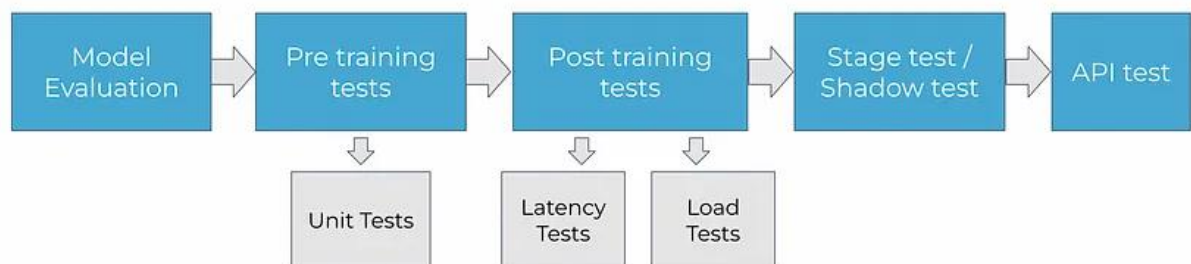 Model
Evaluation
Pre training
tests
Post training
tests
Stage test /
Shadow test
API test
Unit Tests
Latency
Tests
Load
Tests